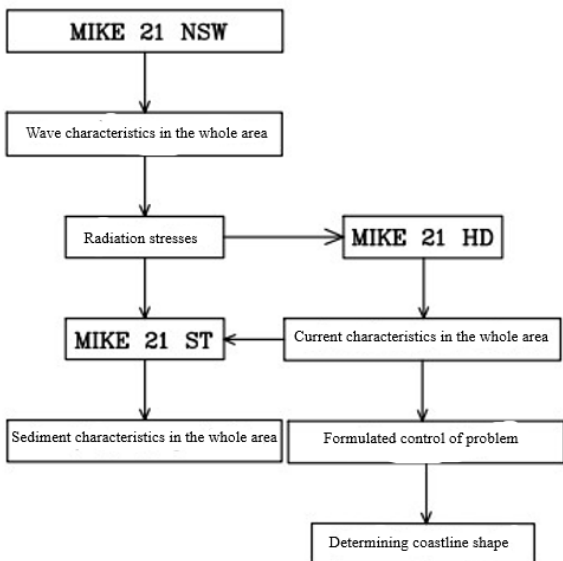 MIKE 21 NSW
Wave characteristics in the whole area
Radiation stresses
MIKE 21 HD
MIKE 21 ST
Current characteristics in the whole area
Sediment characteristics in the whole area
Formulated control of problem
Determining coastline shape